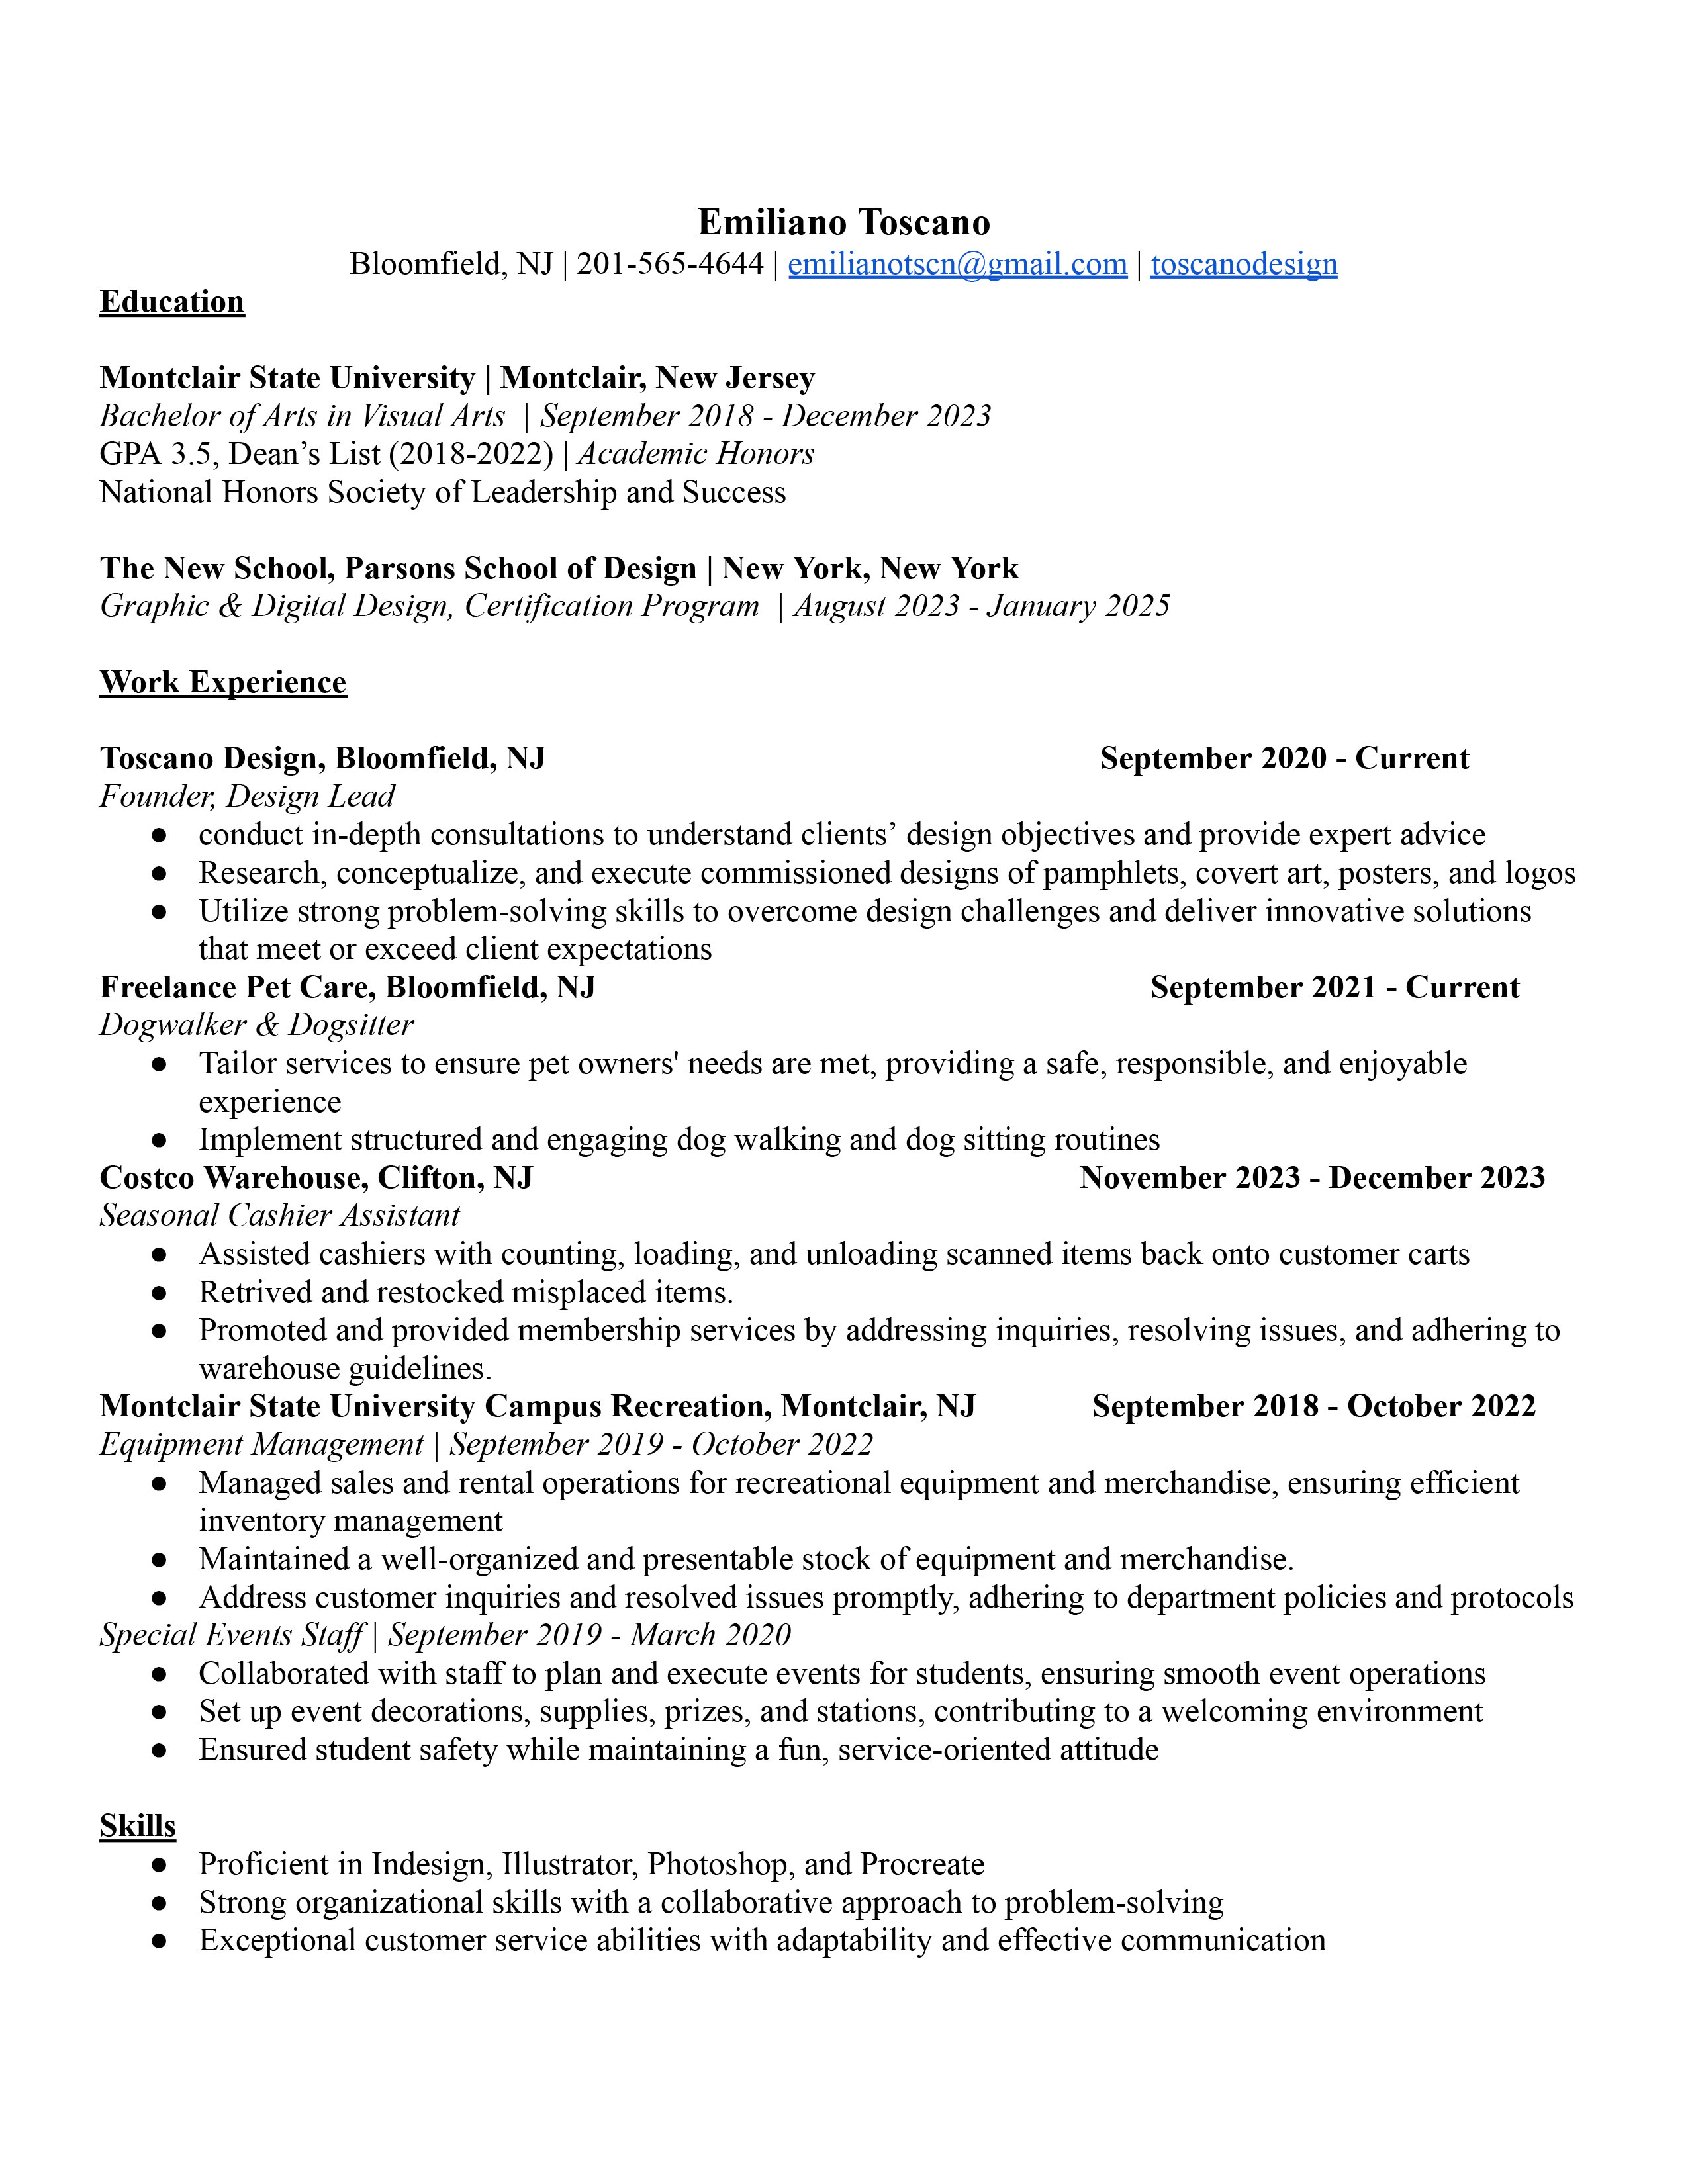 Emiliano Toscano
Bloomfield, NJ | 201-565-4644 | emilianotscn@gmail.com | toscanodesign
Education
Montclair State University | Montclair, New Jersey
Bachelor of Arts in Visual Arts | September 2018 - December 2023
GPA 3.5, Dean’s List (2018-2022) | Academic Honors
National Honors Society of Leadership and Success
The New School, Parsons School of Design | New York, New York
Graphic & Digital Design, Certification Program | August 2023 - January 2025
Work Experience
Toscano Design, Bloomfield, NJ September 2020 - Current
Founder, Design Lead
● conduct in-depth consultations to understand clients’ design objectives and provide expert advice
● Research, conceptualize, and execute commissioned designs of pamphlets, covert art, posters, and logos
● Utilize strong problem-solving skills to overcome design challenges and deliver innovative solutions
that meet or exceed client expectations
Freelance Pet Care, Bloomfield, NJ September 2021 - Current
Dogwalker & Dogsitter
● Tailor services to ensure pet owners' needs are met, providing a safe, responsible, and enjoyable
experience
● Implement structured and engaging dog walking and dog sitting routines
Costco Warehouse, Clifton, NJ November 2023 - December 2023
Seasonal Cashier Assistant
● Assisted cashiers with counting, loading, and unloading scanned items back onto customer carts
● Retrived and restocked misplaced items.
● Promoted and provided membership services by addressing inquiries, resolving issues, and adhering to
warehouse guidelines.
Montclair State University Campus Recreation, Montclair, NJ September 2018 - October 2022
Equipment Management | September 2019 - October 2022
● Managed sales and rental operations for recreational equipment and merchandise, ensuring efficient
inventory management
● Maintained a well-organized and presentable stock of equipment and merchandise.
● Address customer inquiries and resolved issues promptly, adhering to department policies and protocols
Special Events Staff | September 2019 - March 2020
● Collaborated with staff to plan and execute events for students, ensuring smooth event operations
● Set up event decorations, supplies, prizes, and stations, contributing to a welcoming environment
● Ensured student safety while maintaining a fun, service-oriented attitude
Skills
● Proficient in Indesign, Illustrator, Photoshop, and Procreate
● Strong organizational skills with a collaborative approach to problem-solving
● Exceptional customer service abilities with adaptability and effective communication